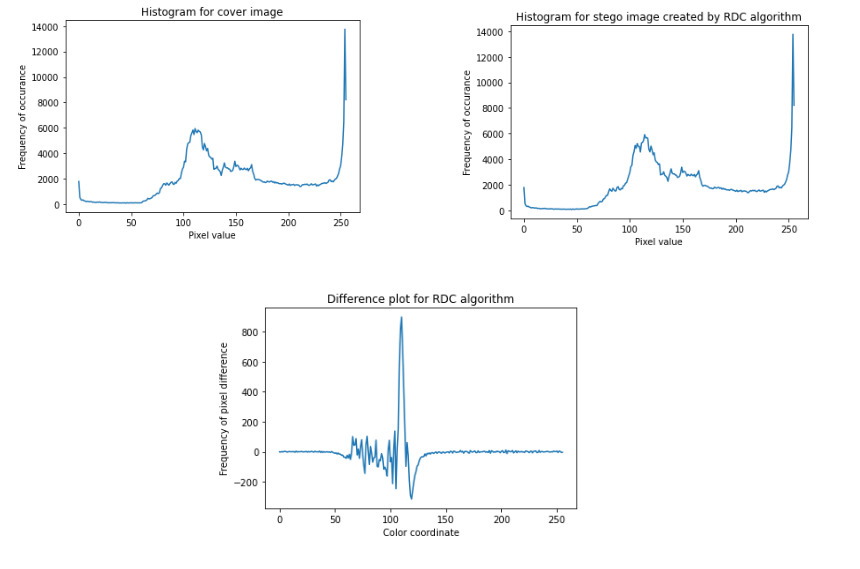 Histogram for cover image
14000
12000
10000
8000
6000
4000
2000
0
Frequency of occurance
0 50 100 150 200 250
Pixel value
Histogram for stego image created by RDC algorithm
14000
12000
10000
8000
6000
4000
2000
0
Frequency of occurance
0 50 100 150 200 250
Pixel value
Difference plot for RDC algorithm
800
600
400
200
0
−200
Frequency of pixel difference
0 50 100 150 200 250
Color coordinate